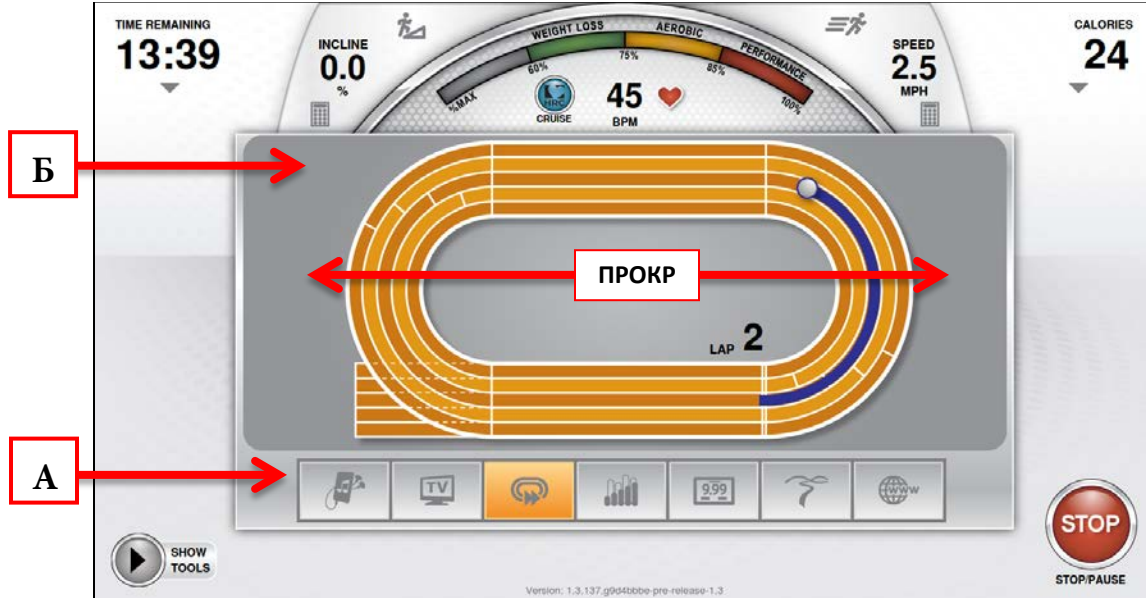 TIME REMAINING
13:39
INCLINE
0.0
%
WEIGHT LOSS
AEROBIC
PERFORMANCE
%MAX
60%
75%
85%
100%
HRC
CRUISE
45
BPM
SPEED
2.5
MPH
CALORIES
24
Б
ПРОКР
LAP 2
А
TV
9.99
www
SHOW
TOOLS
STOP
STOP/PAUSE
Version: 1.3.137.g9d4bbbe-pre-release-1.3